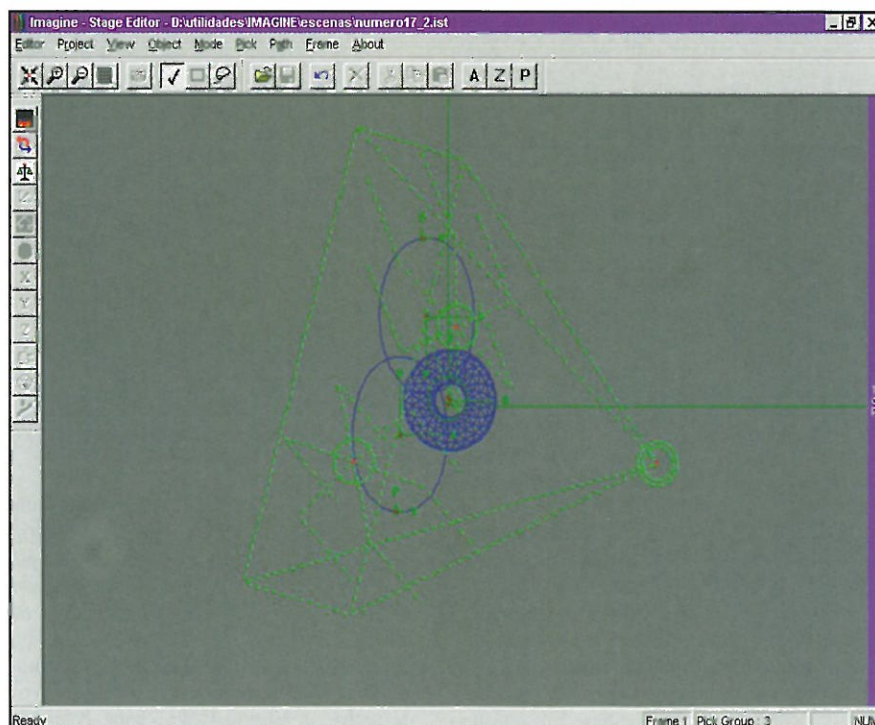 Imagine - Stage Editor - D:\utilidades\IMAGINE\escenas\numero17_2.ist
Editor Project View Object Mode Pick Path Frame About
A Z P
X
Y
Z
Ready Frame 1 Pick Group : 3 NUM